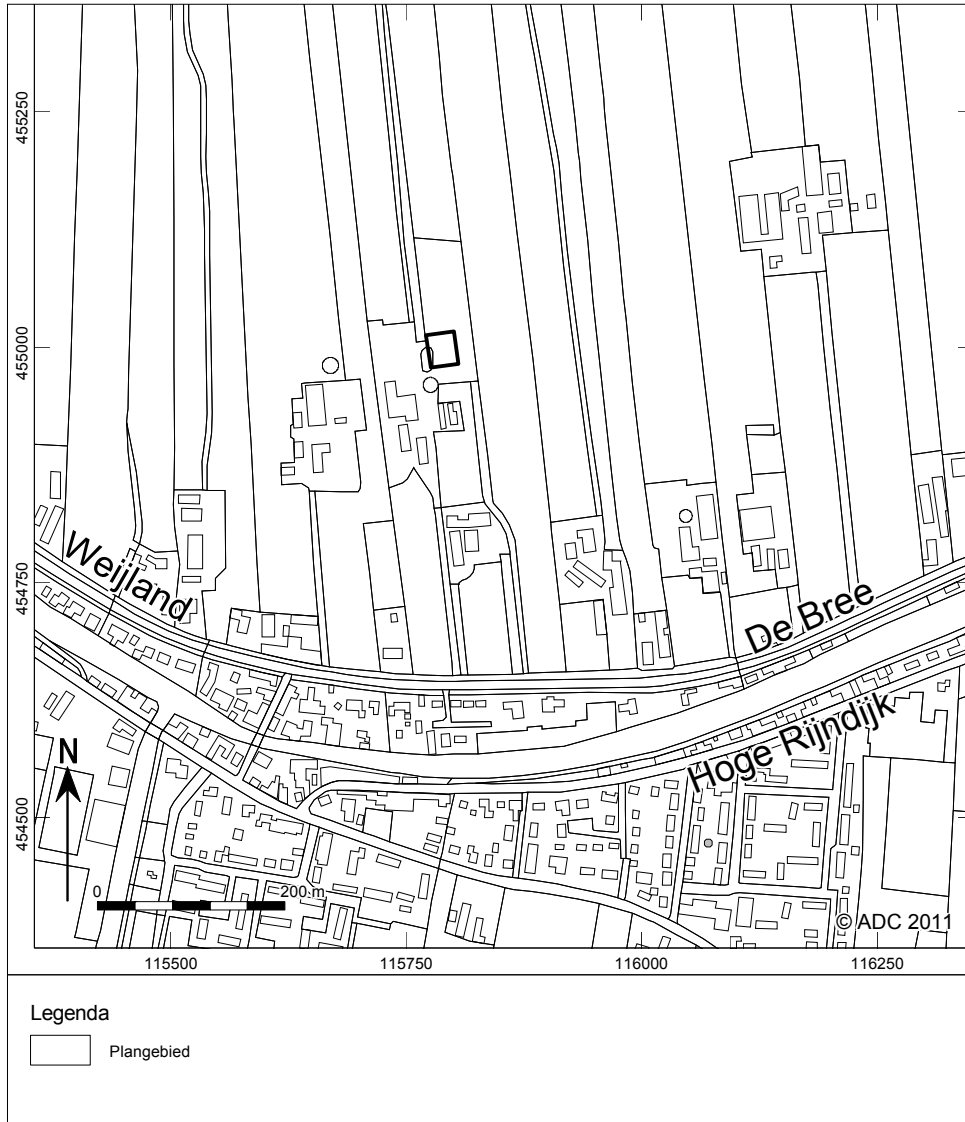 455250
455000
454750
454500
Weijland
De Bree
Hoge Rijndijk
N
0 200 m
© ADC 2011
115500 115750 116000 116250
Legenda
Plangebied